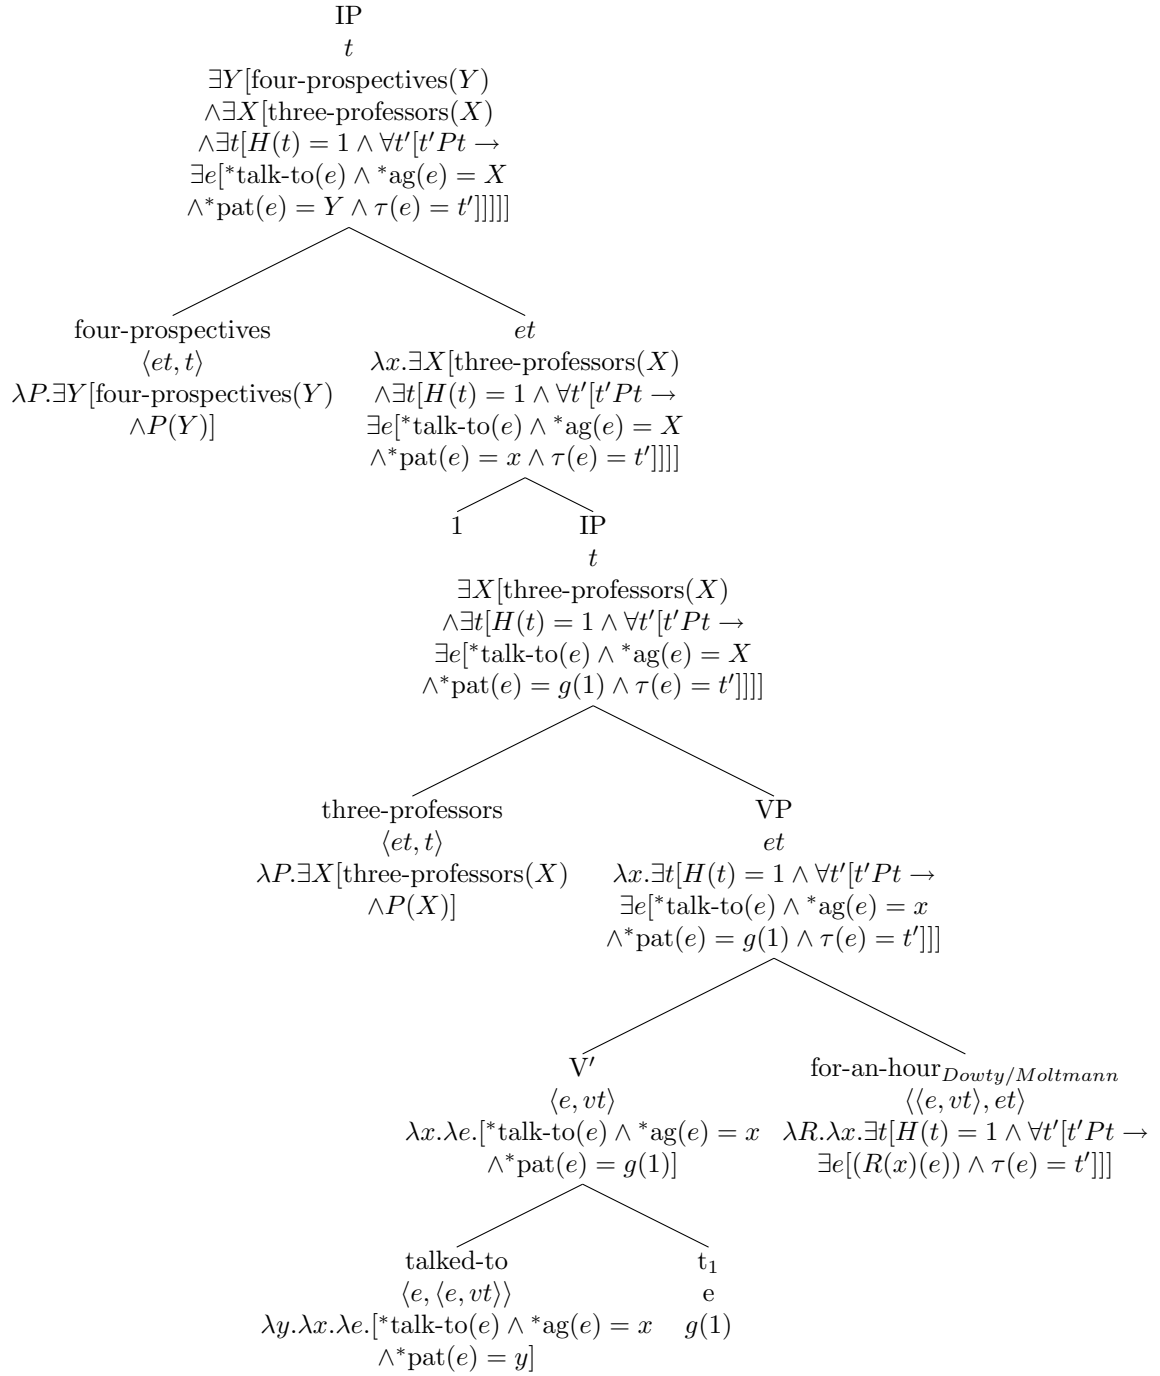 IP
t
∃Y[four-prospectives(Y)
∧∃X[three-professors(X)
∧∃t[H(t) = 1 ∧ ∀t′[t′Pt →
∃e[*talk-to(e) ∧ *ag(e) = X
∧*pat(e) = Y ∧ τ(e) = t′]]]]]
four-prospectives
⟨et, t⟩
λP.∃Y[four-prospectives(Y)
∧P(Y)]
et
λx.∃X[three-professors(X)
∧∃t[H(t) = 1 ∧ ∀t′[t′Pt →
∃e[*talk-to(e) ∧ *ag(e) = X
∧*pat(e) = x ∧ τ(e) = t′]]]]
1
IP
t
∃X[three-professors(X)
∧∃t[H(t) = 1 ∧ ∀t′[t′Pt →
∃e[*talk-to(e) ∧ *ag(e) = X
∧*pat(e) = g(1) ∧ τ(e) = t′]]]]
three-professors
⟨et, t⟩
λP.∃X[three-professors(X)
∧P(X)]
VP
et
λx.∃t[H(t) = 1 ∧ ∀t′[t′Pt →
∃e[*talk-to(e) ∧ *ag(e) = x
∧*pat(e) = g(1) ∧ τ(e) = t′]]]
V′
⟨e, vt⟩
λx.λe.[*talk-to(e) ∧ *ag(e) = x
∧*pat(e) = g(1)]
for-an-hour_Dowty/Moltmann
⟨⟨e, vt⟩, et⟩
λR.λx.∃t[H(t) = 1 ∧ ∀t′[t′Pt →
∃e[(R(x)(e)) ∧ τ(e) = t′]]]
talked-to
⟨e, ⟨e, vt⟩⟩
λy.λx.λe.[*talk-to(e) ∧ *ag(e) = x
∧*pat(e) = y]
t₁
e
g(1)